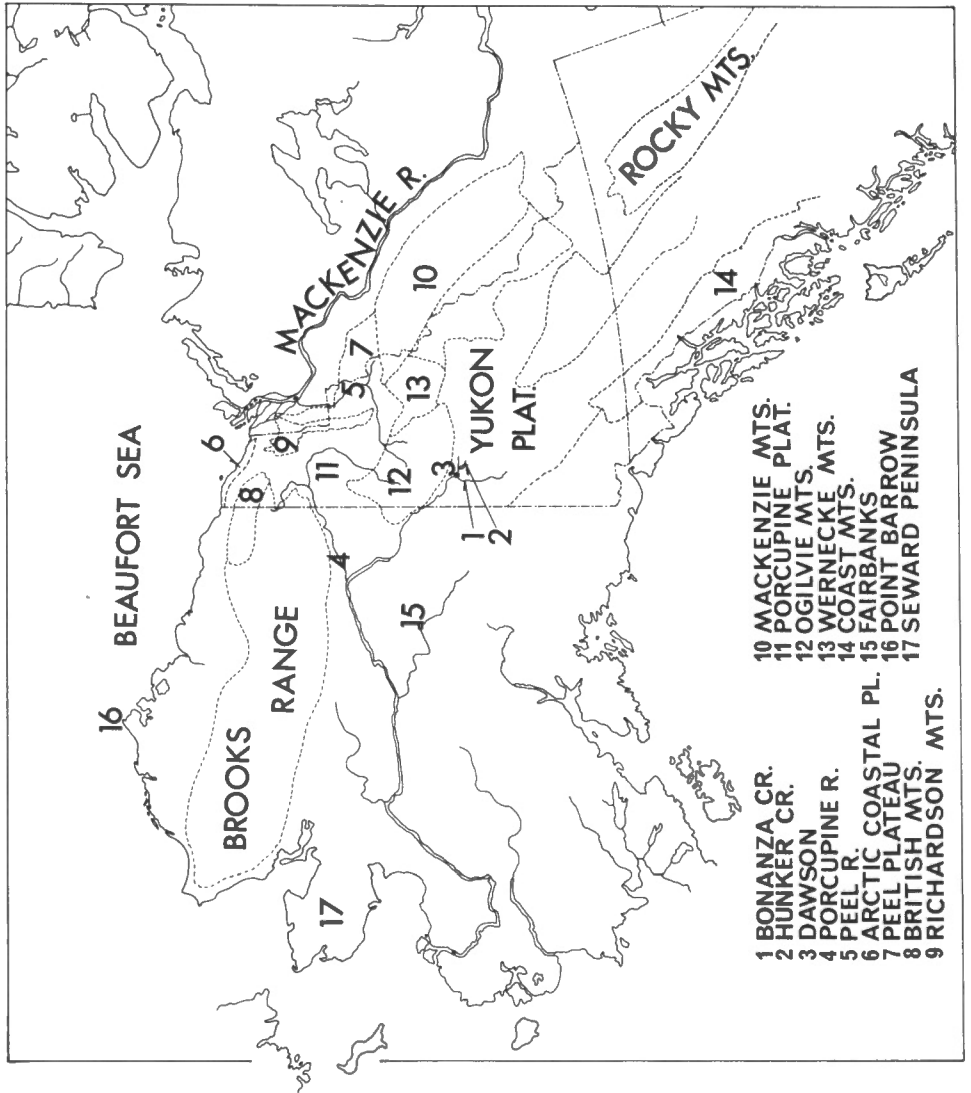 BEAUFORT SEA
16
6
BROOKS
RANGE
8
9
MACKENZIE R.
17
4
11
5
7
10
15
12
13
3
1
2
YUKON
PLAT.
ROCKY MTS.
14
1 BONANZA CR.
2 HUNKER CR.
3 DAWSON
4 PORCUPINE R.
5 PEEL R.
6 ARCTIC COASTAL PL.
7 PEEL PLATEAU
8 BRITISH MTS.
9 RICHARDSON MTS.
10 MACKENZIE MTS.
11 PORCUPINE PLAT.
12 OGILVIE MTS.
13 WERNECKE MTS.
14 COAST MTS.
15 FAIRBANKS
16 POINT BARROW
17 SEWARD PENINSULA